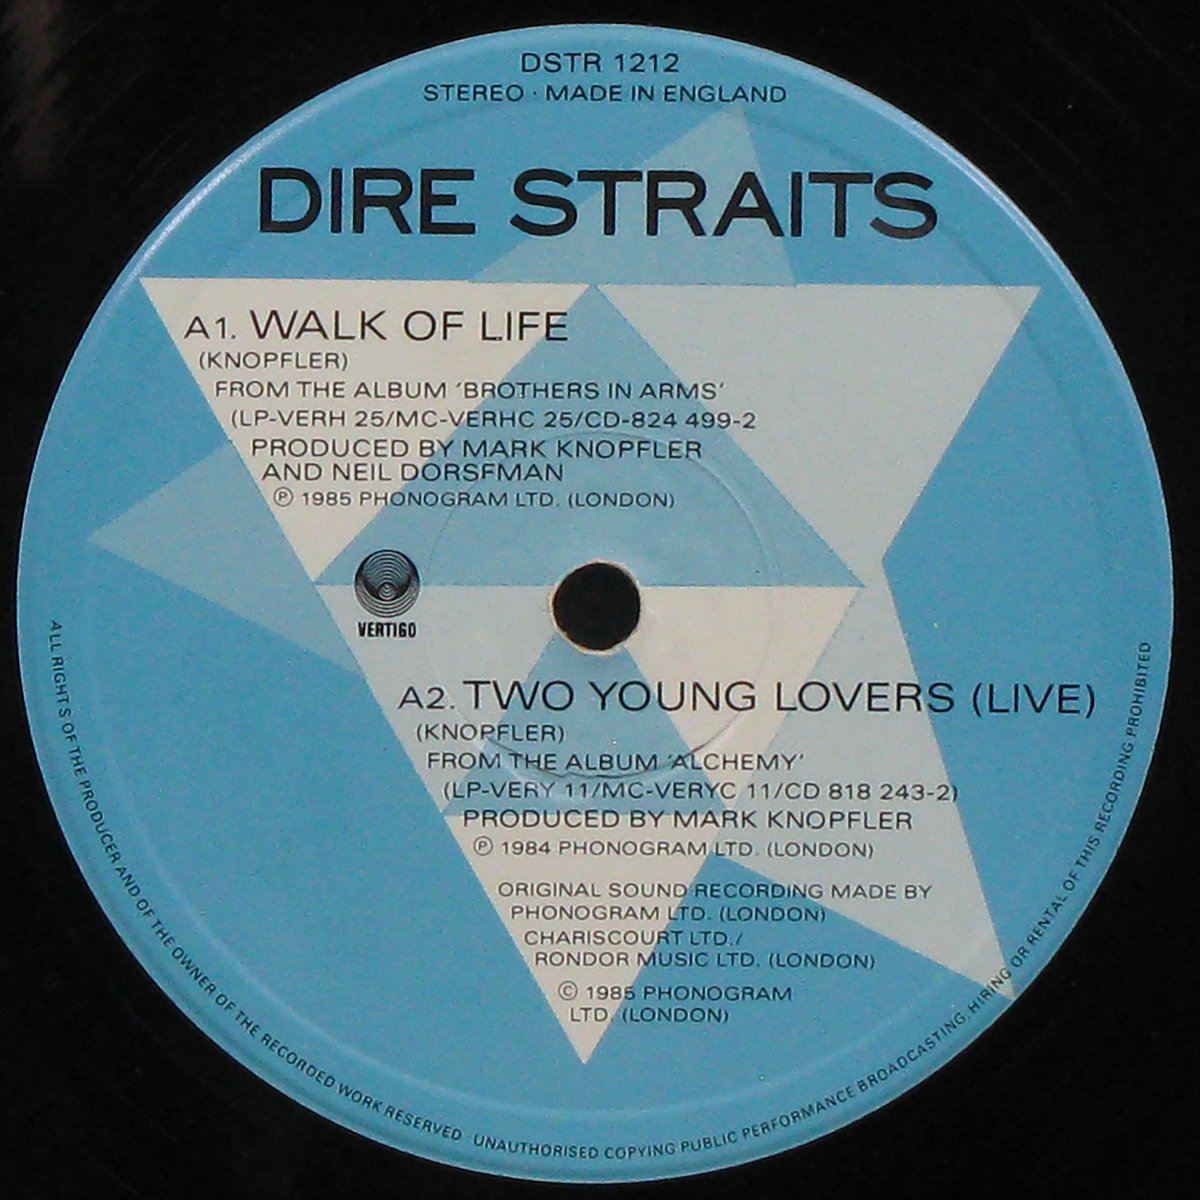 DSTR 1212
STEREO · MADE IN ENGLAND
DIRE STRAITS
A1. WALK OF LIFE
(KNOPFLER)
FROM THE ALBUM ‘BROTHERS IN ARMS’
(LP-VERH 25/MC-VERHC 25/CD-824 499-2
PRODUCED BY MARK KNOPFLER
AND NEIL DORSFMAN
℗ 1985 PHONOGRAM LTD. (LONDON)
VERTIGO
A2. TWO YOUNG LOVERS (LIVE)
(KNOPFLER)
FROM THE ALBUM ‘ALCHEMY’
(LP-VERY 11/MC-VERYC 11/CD 818 243-2)
PRODUCED BY MARK KNOPFLER
℗ 1984 PHONOGRAM LTD. (LONDON)
ORIGINAL SOUND RECORDING MADE BY
PHONOGRAM LTD. (LONDON)
CHARISCOURT LTD./
RONDOR MUSIC LTD. (LONDON)
© 1985 PHONOGRAM
LTD. (LONDON)
ALL RIGHTS OF THE PRODUCER AND OF THE OWNER OF THE RECORDED WORK RESERVED UNAUTHORISED COPYING PUBLIC PERFORMANCE BROADCASTING, HIRING OR RENTAL OF THIS RECORDING PROHIBITED